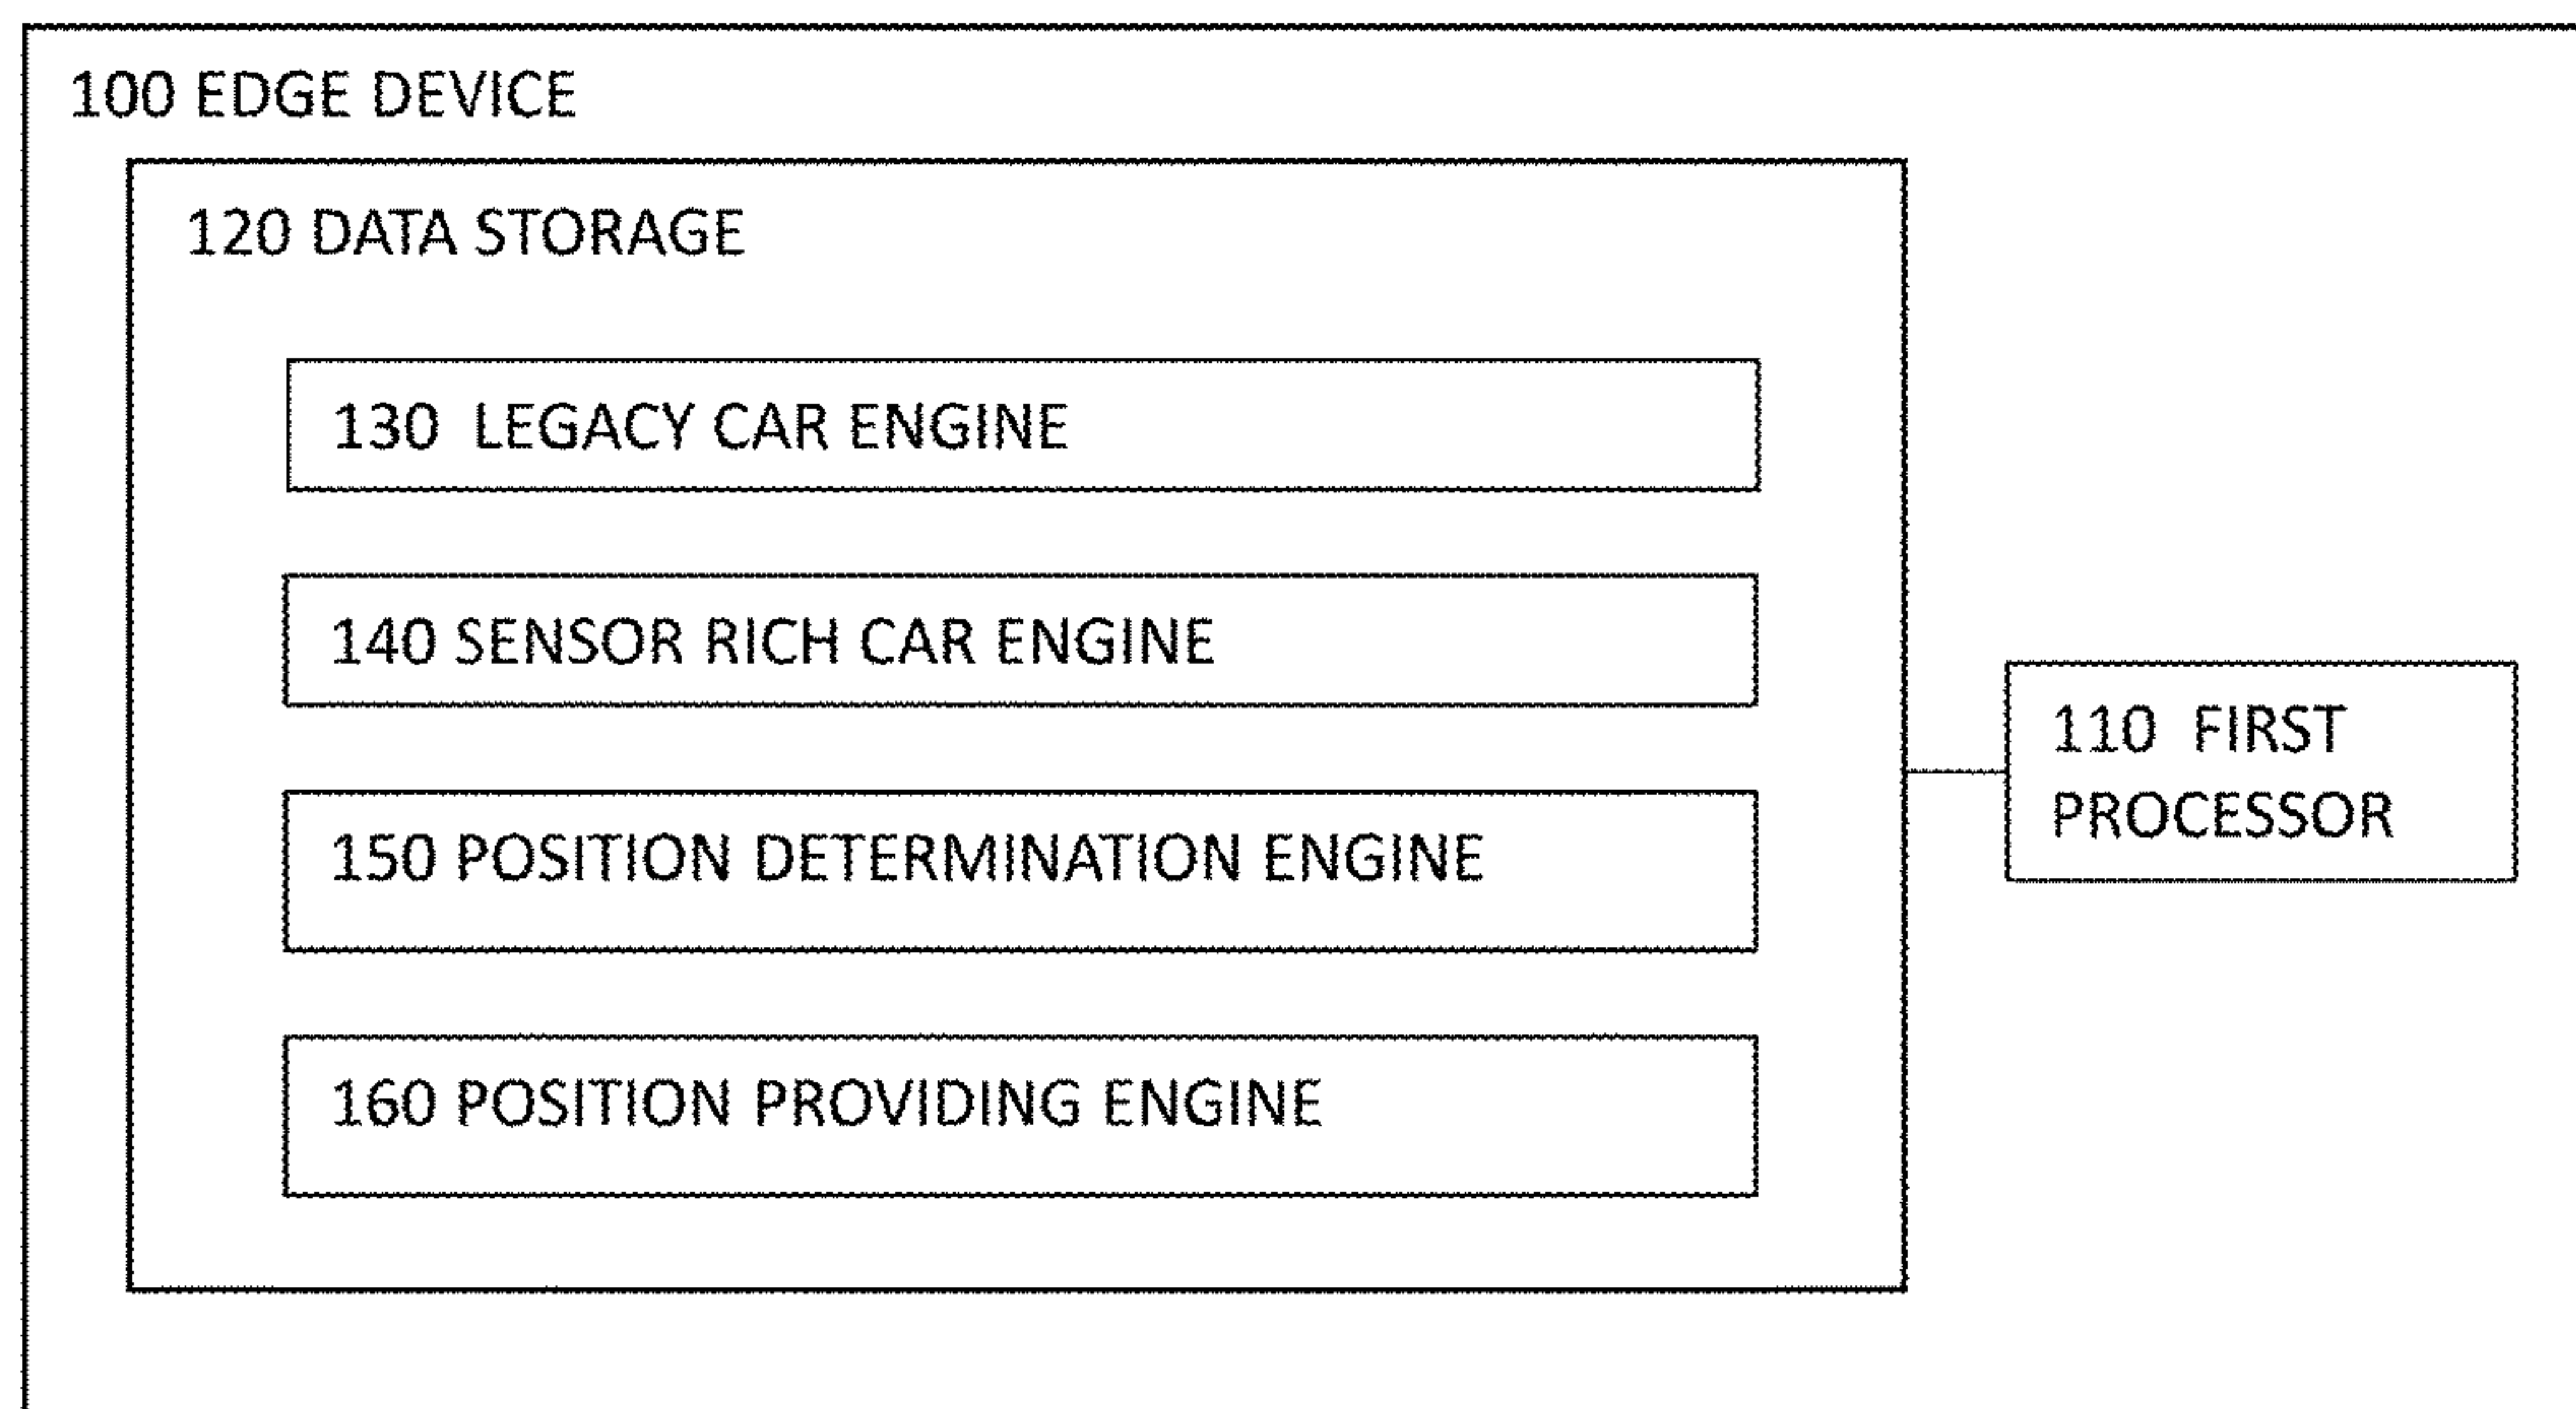 100 EDGE DEVICE
120 DATA STORAGE
130 LEGACY CAR ENGINE
140 SENSOR RICH CAR ENGINE
150 POSITION DETERMINATION ENGINE
160 POSITION PROVIDING ENGINE
110 FIRST
PROCESSOR